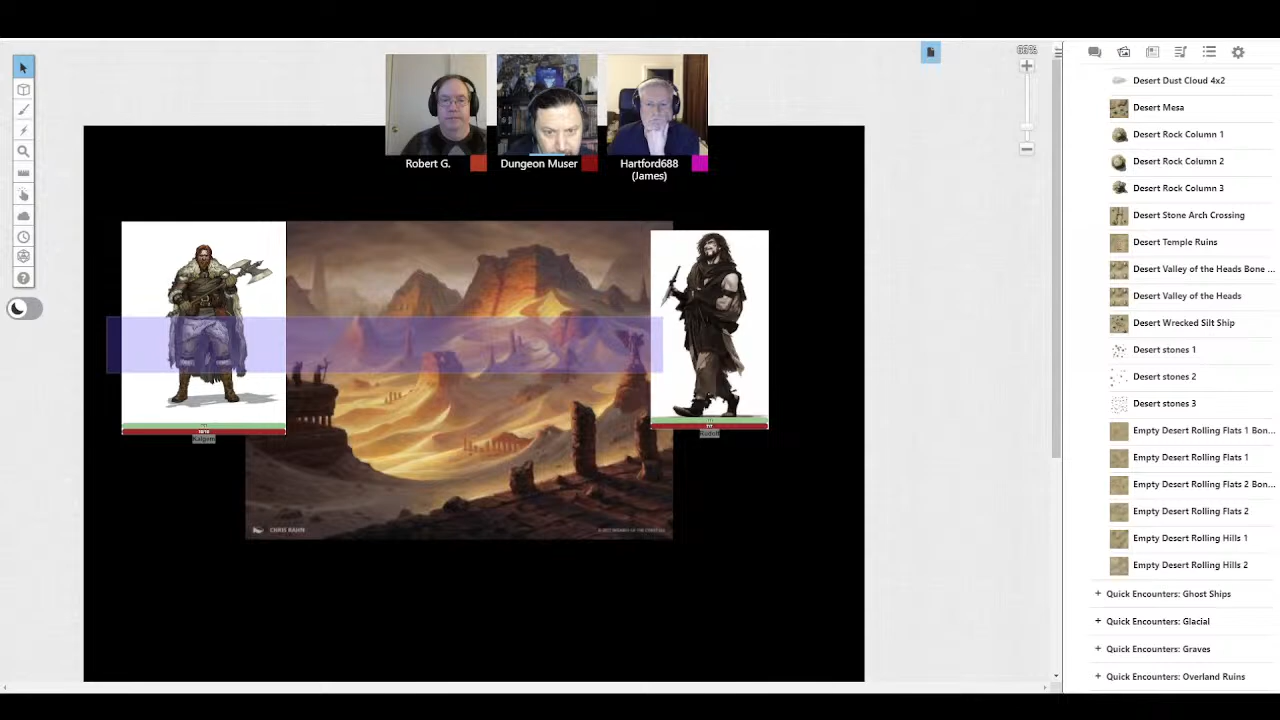 66%
Robert G.
Dungeon Muser
Hartford688
(James)
Kalgern
Rudolf
CHRIS RAHN
Desert Dust Cloud 4x2
Desert Mesa
Desert Rock Column 1
Desert Rock Column 2
Desert Rock Column 3
Desert Stone Arch Crossing
Desert Temple Ruins
Desert Valley of the Heads Bone ...
Desert Valley of the Heads
Desert Wrecked Silt Ship
Desert stones 1
Desert stones 2
Desert stones 3
Empty Desert Rolling Flats 1 Bon...
Empty Desert Rolling Flats 1
Empty Desert Rolling Flats 2 Bon...
Empty Desert Rolling Flats 2
Empty Desert Rolling Hills 1
Empty Desert Rolling Hills 2
+ Quick Encounters: Ghost Ships
+ Quick Encounters: Glacial
+ Quick Encounters: Graves
+ Quick Encounters: Overland Ruins